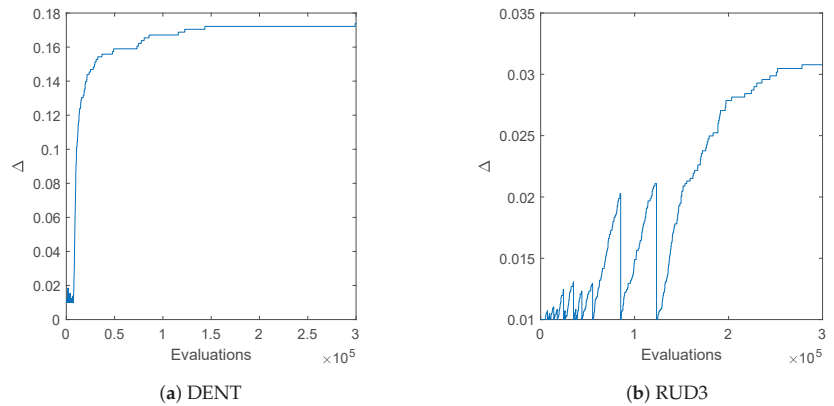 0.18
0.16
0.14
0.12
0.1
0.08
0.06
0.04
0.02
0
Δ
0 0.5 1 1.5 2 2.5 3
Evaluations ×10^5
(a) DENT
0.035
0.03
0.025
0.02
0.015
0.01
Δ
0 1 2 3
Evaluations ×10^5
(b) RUD3